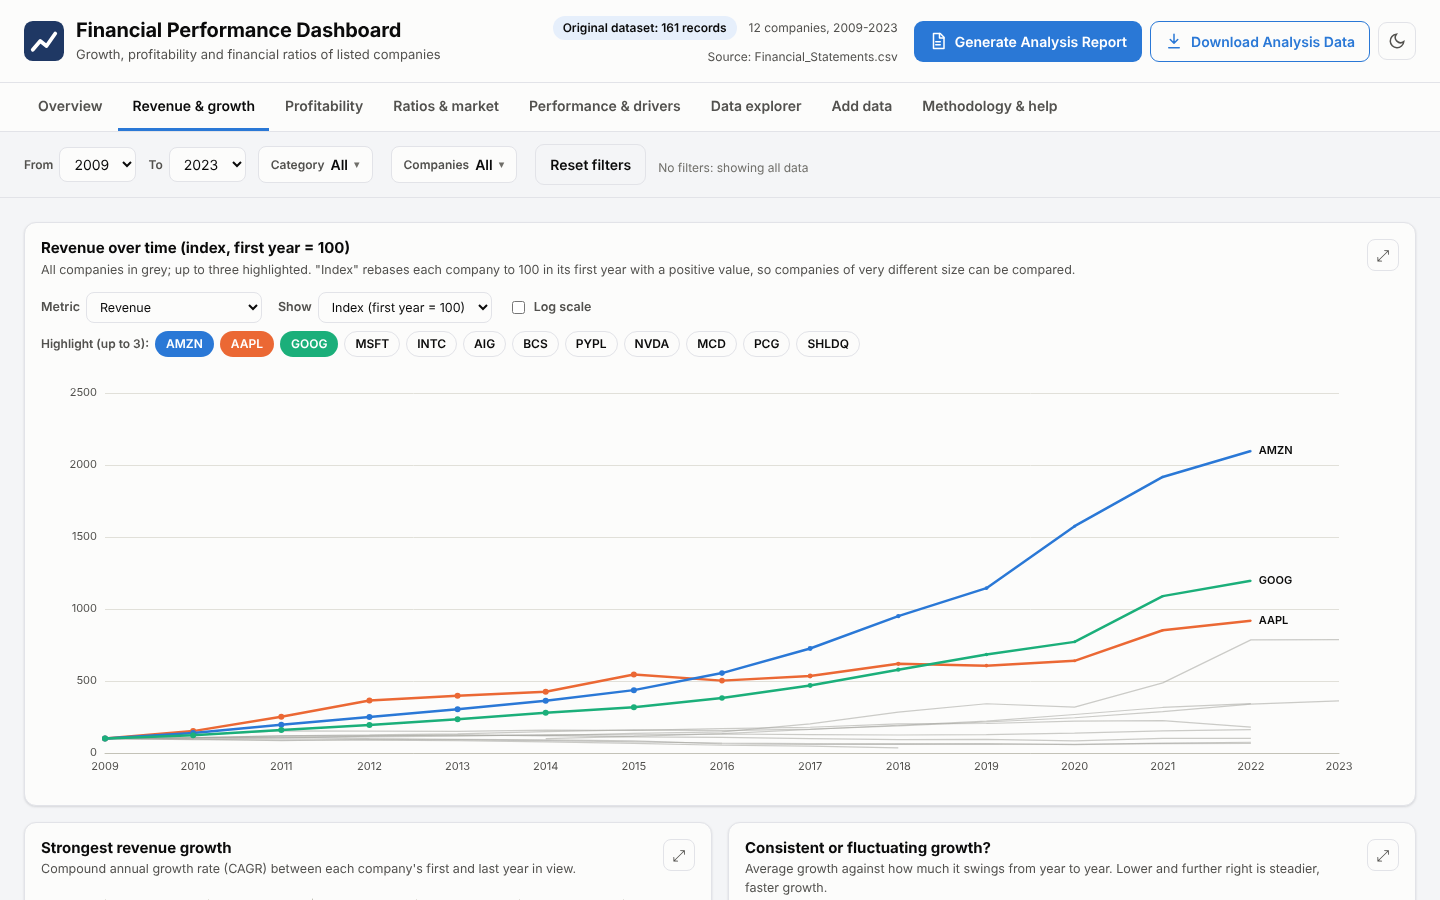 Financial Performance Dashboard
Growth, profitability and financial ratios of listed companies
Original dataset: 161 records
12 companies, 2009-2023
Source: Financial_Statements.csv
Generate Analysis Report
Download Analysis Data
Overview
Revenue & growth
Profitability
Ratios & market
Performance & drivers
Data explorer
Add data
Methodology & help
From 2009 To 2023 Category All Companies All Reset filters No filters: showing all data
Revenue over time (index, first year = 100)
All companies in grey; up to three highlighted. "Index" rebases each company to 100 in its first year with a positive value, so companies of very different size can be compared.
Metric Revenue Show Index (first year = 100) Log scale
Highlight (up to 3): AMZN AAPL GOOG MSFT INTC AIG BCS PYPL NVDA MCD PCG SHLDQ
2500
2000
1500
1000
500
0
AMZN
GOOG
AAPL
2009 2010 2011 2012 2013 2014 2015 2016 2017 2018 2019 2020 2021 2022 2023
Strongest revenue growth
Compound annual growth rate (CAGR) between each company's first and last year in view.
Consistent or fluctuating growth?
Average growth against how much it swings from year to year. Lower and further right is steadier,
faster growth.